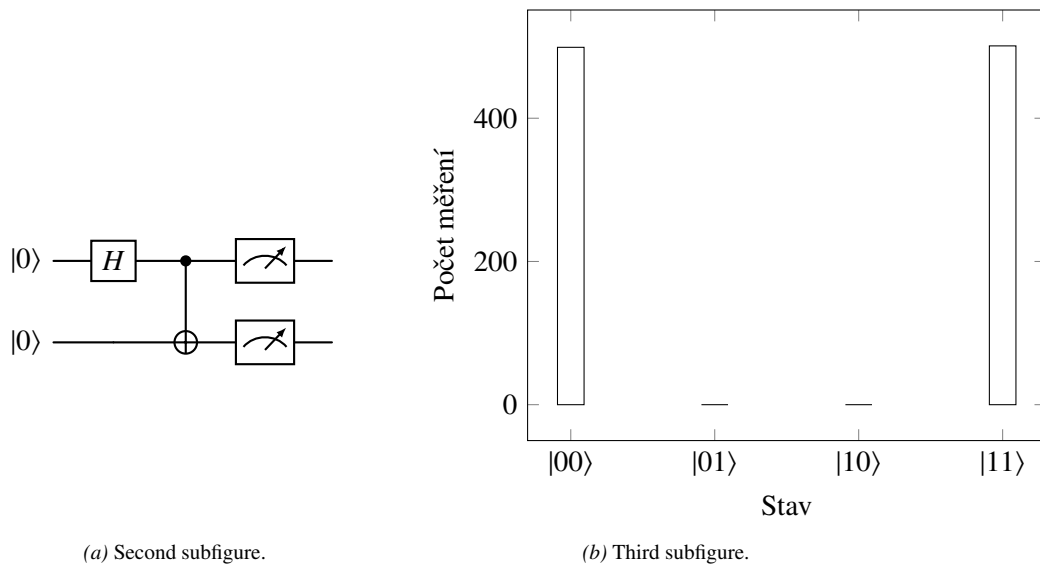 |0⟩
H
|0⟩
Počet měření
400
200
0
|00⟩ |01⟩ |10⟩ |11⟩
Stav
(a) Second subfigure.
(b) Third subfigure.